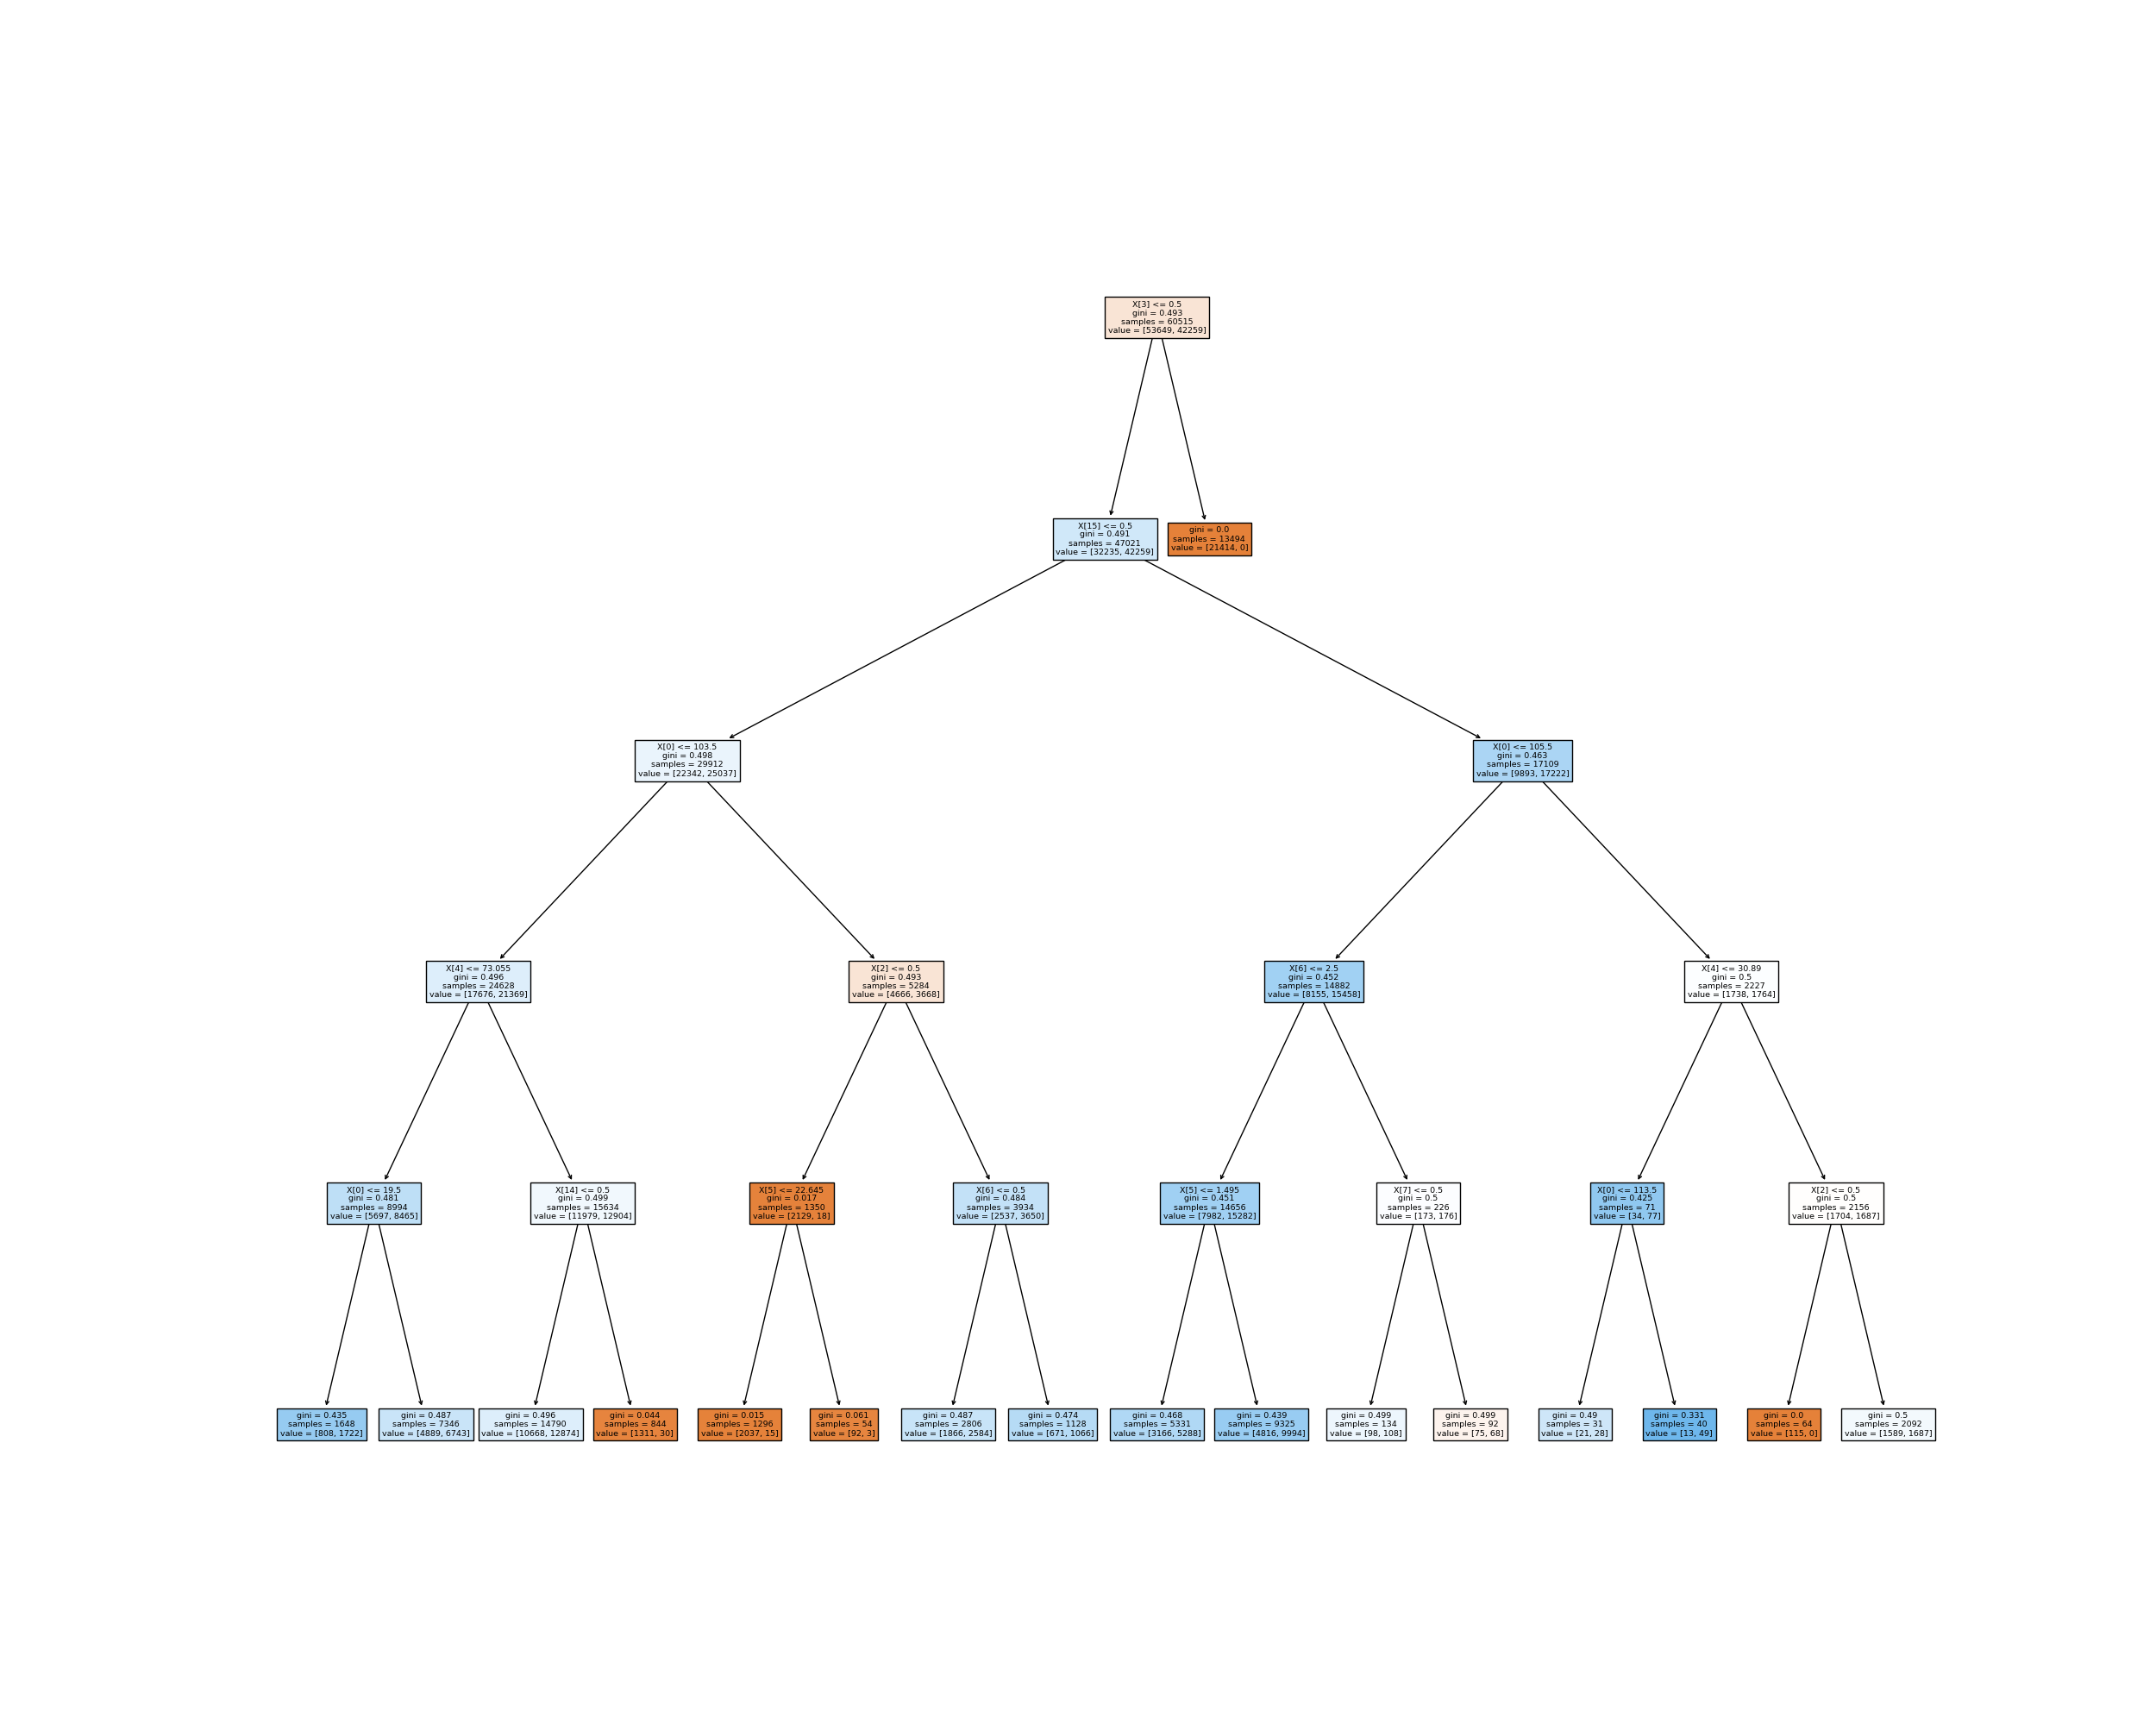 X[3] <= 0.5
gini = 0.493
samples = 60515
value = [53649, 42259]
X[15] <= 0.5
gini = 0.491
samples = 47021
value = [32235, 42259]
gini = 0.0
samples = 13494
value = [21414, 0]
X[0] <= 103.5
gini = 0.498
samples = 29912
value = [22342, 25037]
X[0] <= 105.5
gini = 0.463
samples = 17109
value = [9893, 17222]
X[4] <= 73.055
gini = 0.496
samples = 24628
value = [17676, 21369]
X[2] <= 0.5
gini = 0.493
samples = 5284
value = [4666, 3668]
X[6] <= 2.5
gini = 0.452
samples = 14882
value = [8155, 15458]
X[4] <= 30.89
gini = 0.5
samples = 2227
value = [1738, 1764]
X[0] <= 19.5
gini = 0.481
samples = 8994
value = [5697, 8465]
X[14] <= 0.5
gini = 0.499
samples = 15634
value = [11979, 12904]
X[5] <= 22.645
gini = 0.017
samples = 1350
value = [2129, 18]
X[6] <= 0.5
gini = 0.484
samples = 3934
value = [2537, 3650]
X[5] <= 1.495
gini = 0.451
samples = 14656
value = [7982, 15282]
X[7] <= 0.5
gini = 0.5
samples = 226
value = [173, 176]
X[0] <= 113.5
gini = 0.425
samples = 71
value = [34, 77]
X[2] <= 0.5
gini = 0.5
samples = 2156
value = [1704, 1687]
gini = 0.435
samples = 1648
value = [808, 1722]
gini = 0.487
samples = 7346
value = [4889, 6743]
gini = 0.496
samples = 14790
value = [10668, 12874]
gini = 0.044
samples = 844
value = [1311, 30]
gini = 0.015
samples = 1296
value = [2037, 15]
gini = 0.061
samples = 54
value = [92, 3]
gini = 0.487
samples = 2806
value = [1866, 2584]
gini = 0.474
samples = 1128
value = [671, 1066]
gini = 0.468
samples = 5331
value = [3166, 5288]
gini = 0.439
samples = 9325
value = [4816, 9994]
gini = 0.499
samples = 134
value = [98, 108]
gini = 0.499
samples = 92
value = [75, 68]
gini = 0.49
samples = 31
value = [21, 28]
gini = 0.331
samples = 40
value = [13, 49]
gini = 0.0
samples = 64
value = [115, 0]
gini = 0.5
samples = 2092
value = [1589, 1687]